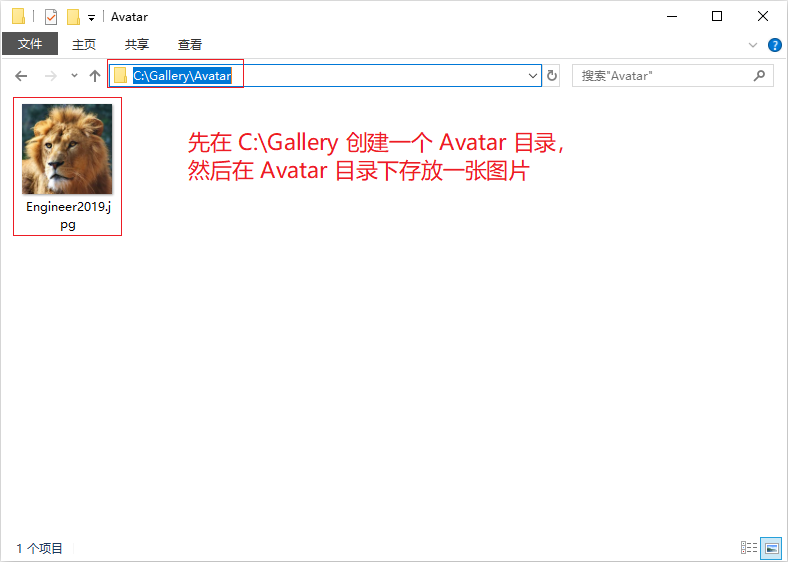 Avatar
文件 主页 共享 查看
C:\Gallery\Avatar
搜索"Avatar"
先在 C:\Gallery 创建一个 Avatar 目录，
然后在 Avatar 目录下存放一张图片
Engineer2019.j
pg
1 个项目